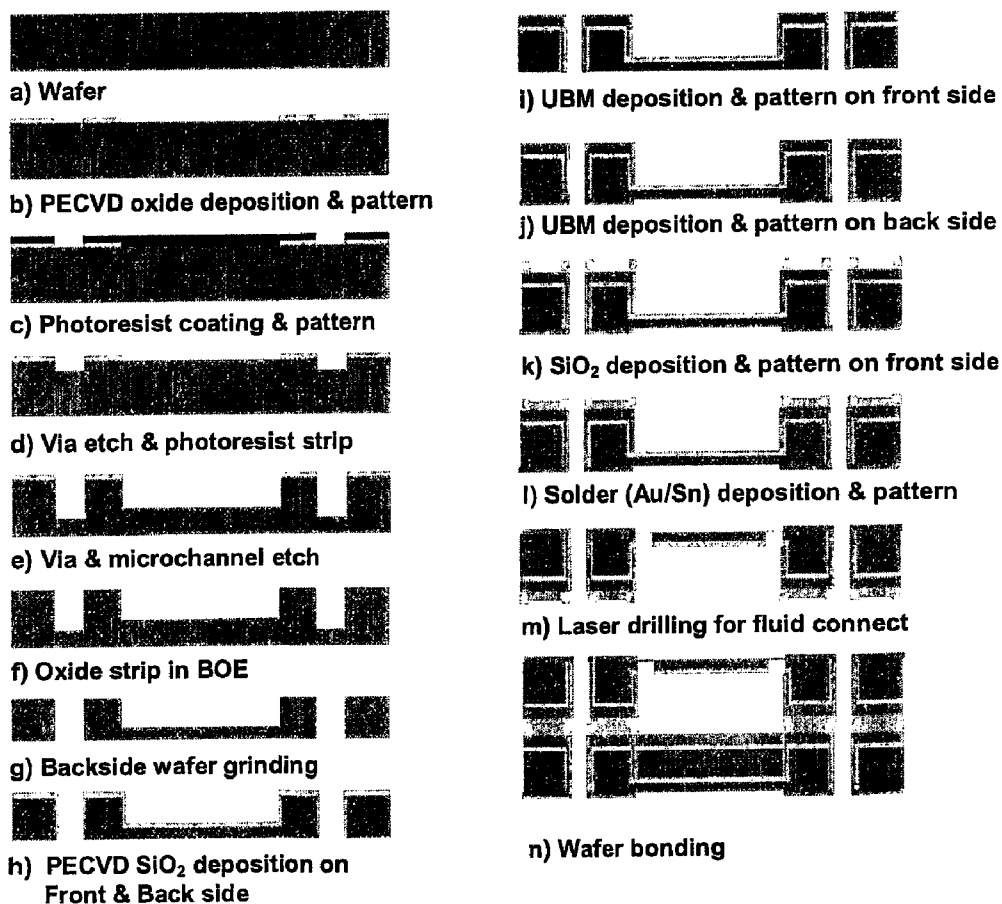 a) Wafer
b) PECVD oxide deposition & pattern
c) Photoresist coating & pattern
d) Via etch & photoresist strip
e) Via & microchannel etch
f) Oxide strip in BOE
g) Backside wafer grinding
h) PECVD SiO₂ deposition on
Front & Back side
i) UBM deposition & pattern on front side
j) UBM deposition & pattern on back side
k) SiO₂ deposition & pattern on front side
l) Solder (Au/Sn) deposition & pattern
m) Laser drilling for fluid connect
n) Wafer bonding